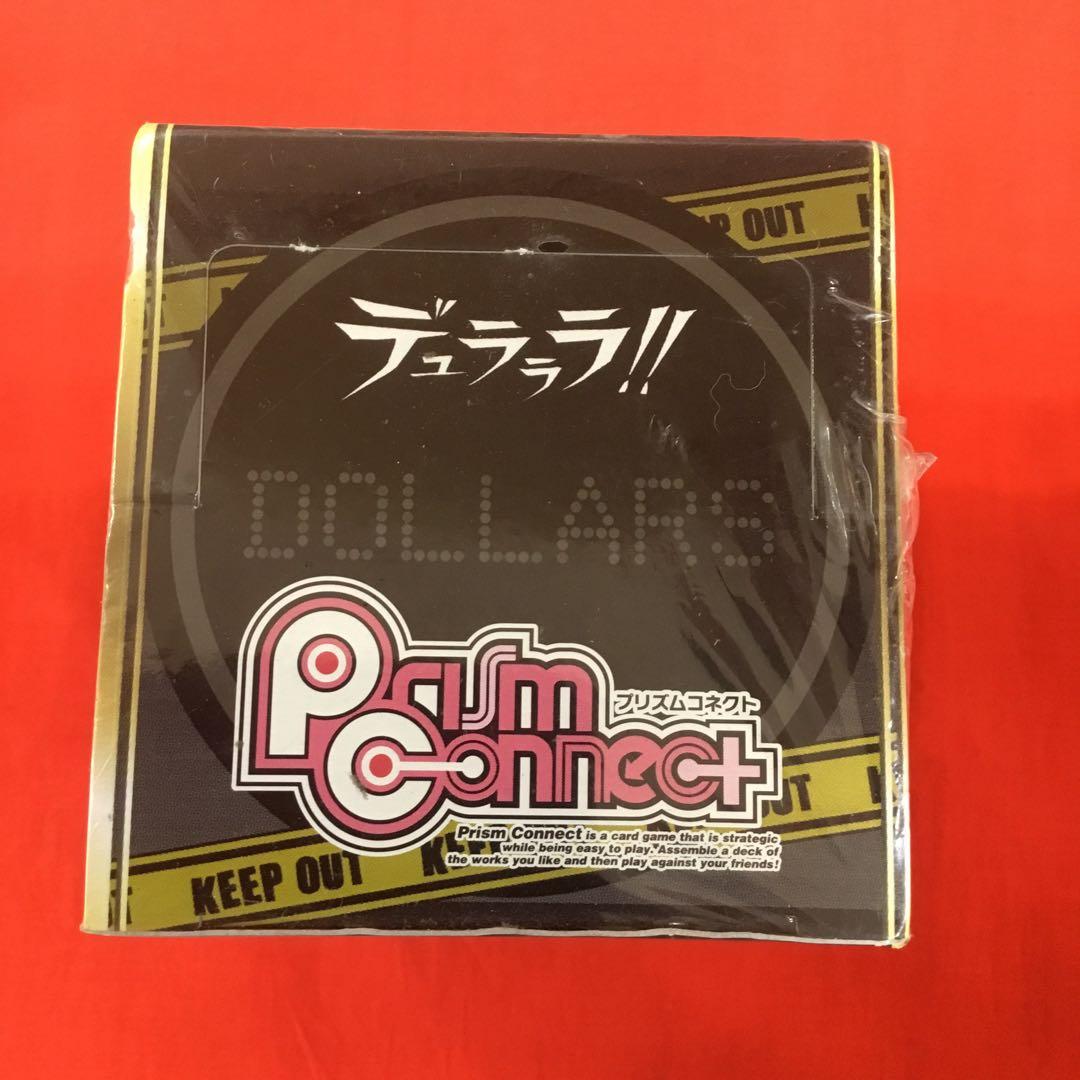 KEEP OUT
デュラララ!!
DOLLARS
Prism
Connect
プリズムコネクト
Prism Connect is a card game that is strategic
while being easy to play. Assemble a deck of
the works you like and then play against your friends!
KEEP OUT